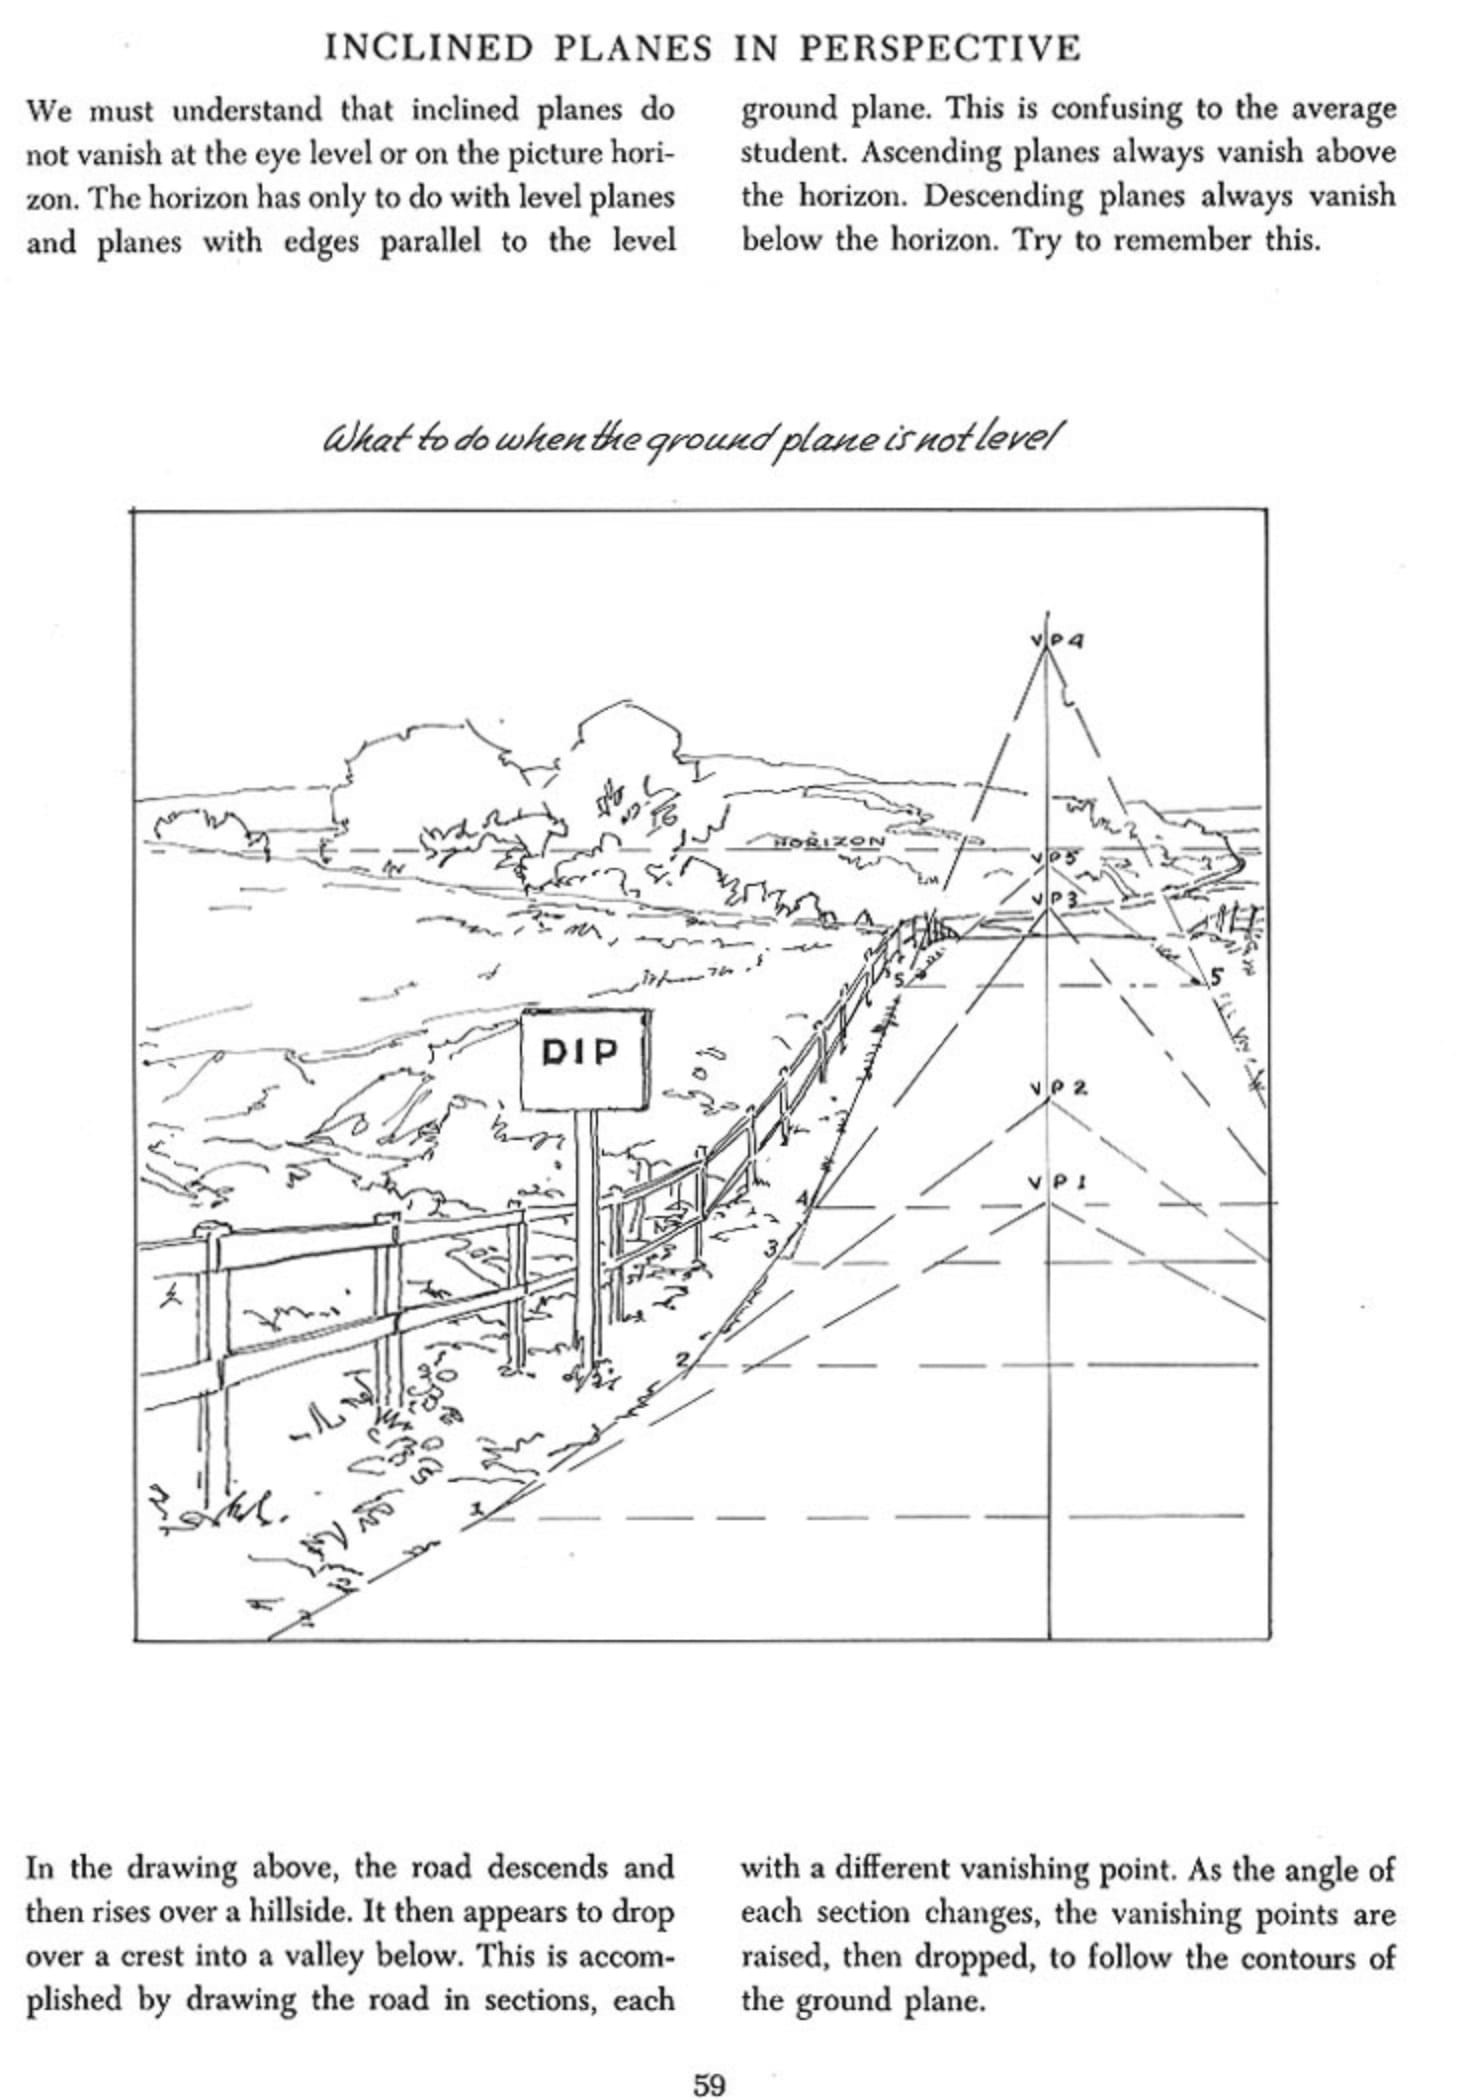 INCLINED PLANES IN PERSPECTIVE
We must understand that inclined planes do
not vanish at the eye level or on the picture hori-
zon. The horizon has only to do with level planes
and planes with edges parallel to the level
ground plane. This is confusing to the average
student. Ascending planes always vanish above
the horizon. Descending planes always vanish
below the horizon. Try to remember this.
What to do when the ground plane is not level
VP4
HORIZON
VP5
VP3
5
5
DIP
VP2
VP1
4
3
2
1
In the drawing above, the road descends and
then rises over a hillside. It then appears to drop
over a crest into a valley below. This is accom-
plished by drawing the road in sections, each
with a different vanishing point. As the angle of
each section changes, the vanishing points are
raised, then dropped, to follow the contours of
the ground plane.
59